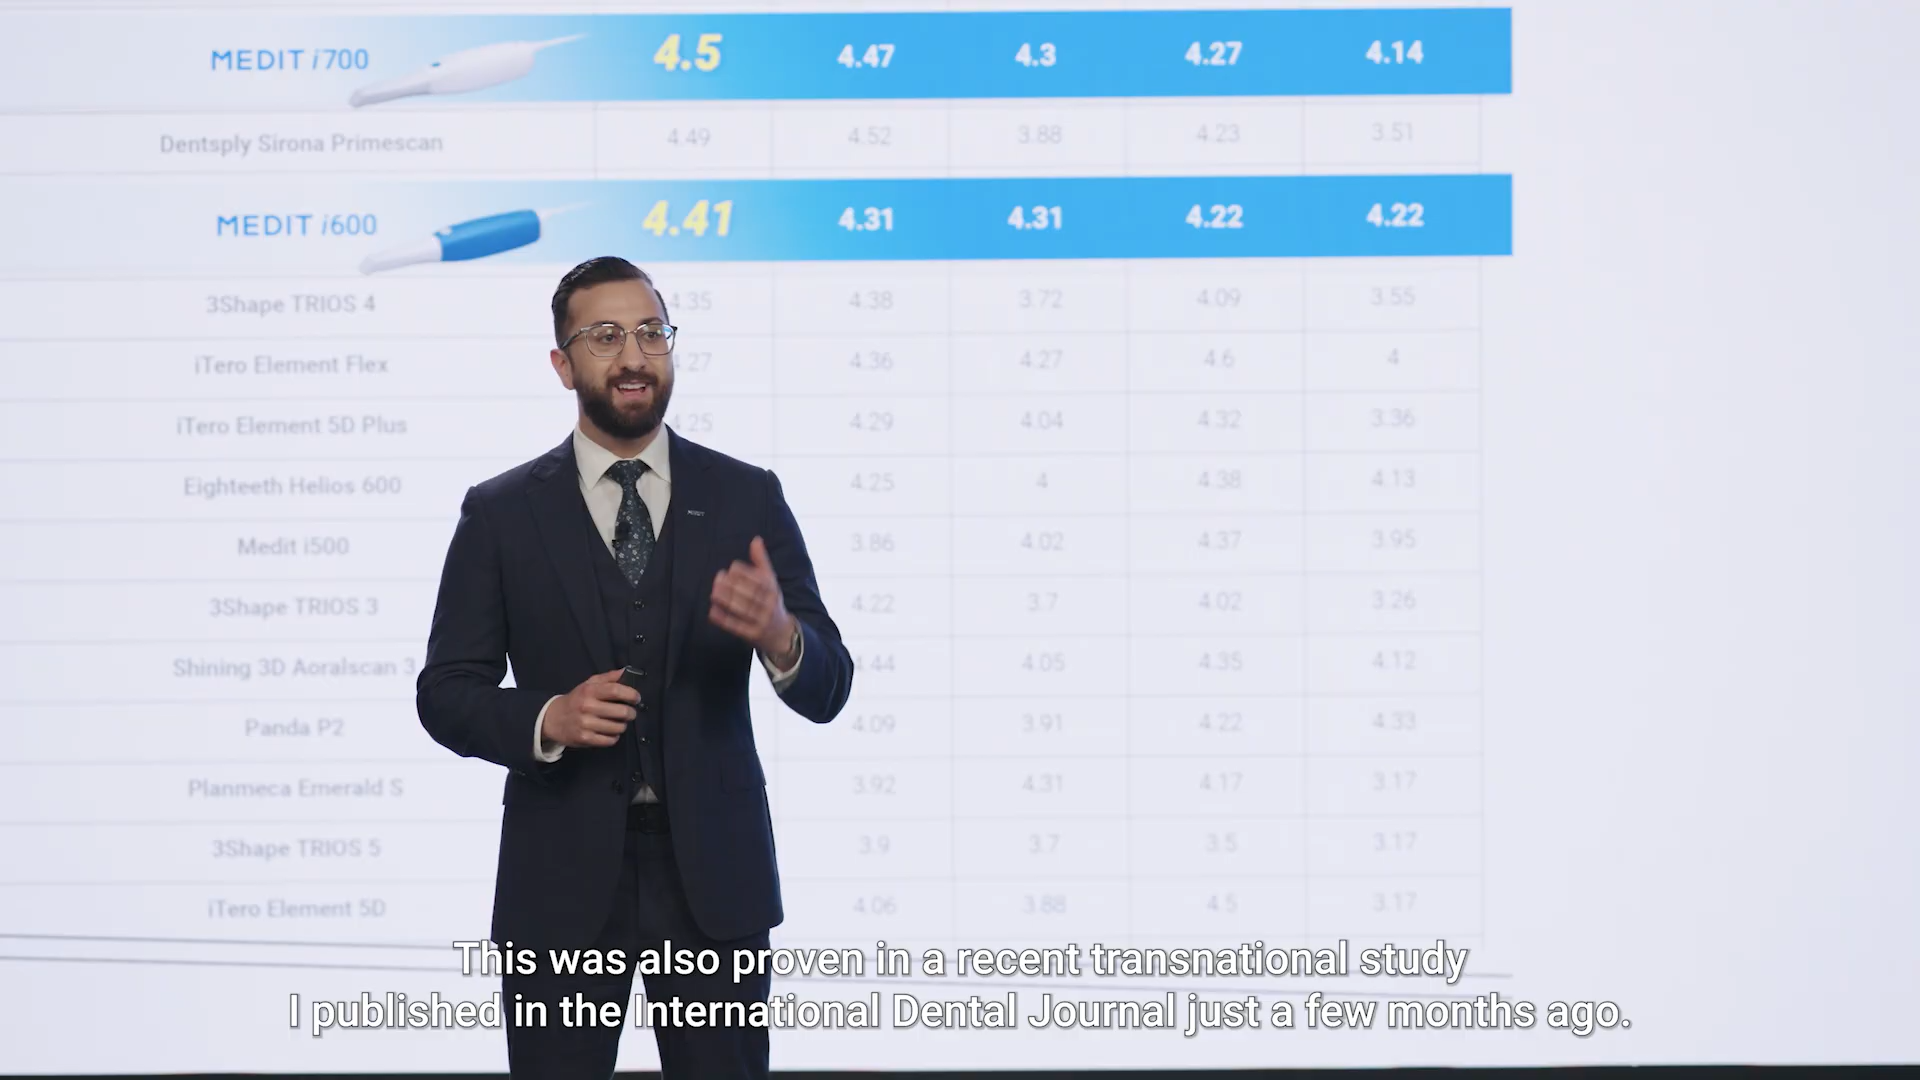 MEDIT i700 4.5 4.47 4.3 4.27 4.14
Dentsply Sirona Primescan 4.49 4.52 3.88 4.23 3.51
MEDIT i600 4.41 4.31 4.31 4.22 4.22
3Shape TRIOS 4 4.35 4.38 3.72 4.09 3.55
iTero Element Flex 4.27 4.36 4.27 4.6 4
iTero Element 5D Plus 4.25 4.29 4.04 4.32 3.36
Eighteeth Helios 600 4.25 4 4.38 4.13
Medit i500 3.86 4.02 4.37 3.95
3Shape TRIOS 3 4.22 3.7 4.02 3.26
Shining 3D Aoralscan 3 4.44 4.05 4.35 4.12
Panda P2 4.09 3.91 4.22 4.33
Planmeca Emerald S 3.92 4.31 4.17 3.17
3Shape TRIOS 5 3.9 3.7 3.5 3.17
iTero Element 5D 4.06 3.88 4.5 3.17
MEDIT
This was also proven in a recent transnational study
I published in the International Dental Journal just a few months ago.